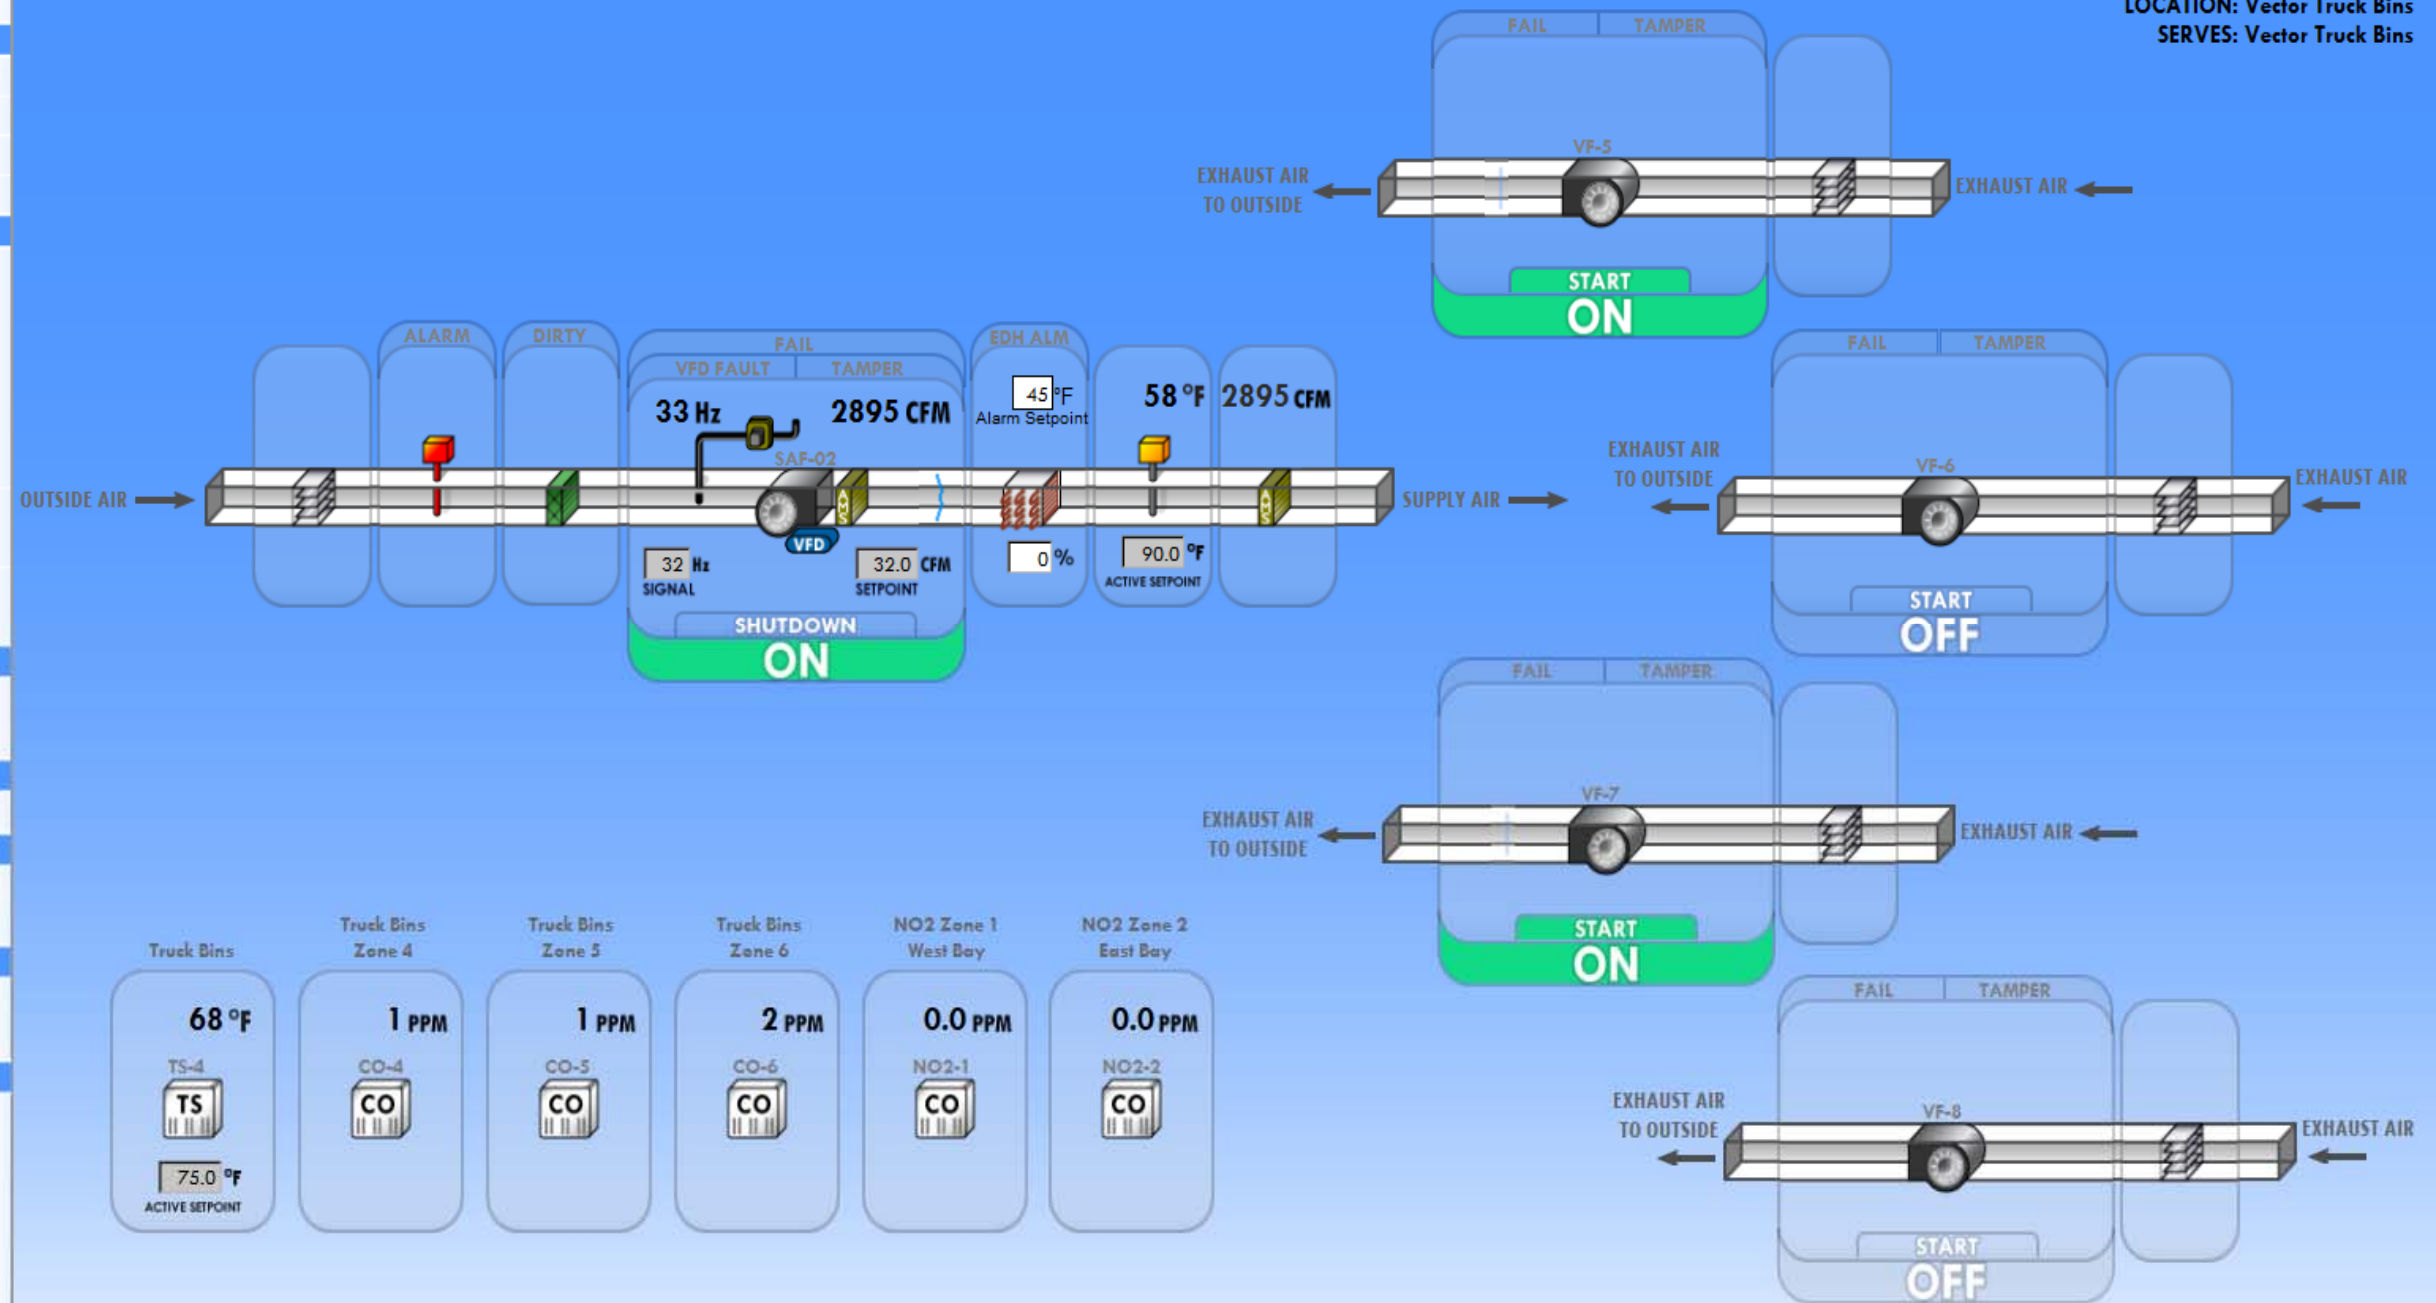 LOCATION: Vector Truck Bins
SERVES: Vector Truck Bins
FAIL TAMPER
VF-5
EXHAUST AIR
TO OUTSIDE
EXHAUST AIR
START
ON
ALARM
DIRTY
FAIL
VFD FAULT TAMPER
33 Hz 2895 CFM
SAF-02
AMS
VFD
32 Hz
SIGNAL
32.0 CFM
SETPOINT
SHUTDOWN
ON
EDH ALM
45 °F
Alarm Setpoint
0 %
58 °F
90.0 °F
ACTIVE SETPOINT
2895 CFM
AMS
OUTSIDE AIR
SUPPLY AIR
FAIL TAMPER
VF-6
EXHAUST AIR
TO OUTSIDE
EXHAUST AIR
START
OFF
FAIL TAMPER
VF-7
EXHAUST AIR
TO OUTSIDE
EXHAUST AIR
START
ON
FAIL TAMPER
VF-8
EXHAUST AIR
TO OUTSIDE
EXHAUST AIR
START
OFF
Truck Bins
68 °F
TS-4
TS
75.0 °F
ACTIVE SETPOINT
Truck Bins
Zone 4
1 PPM
CO-4
CO
Truck Bins
Zone 5
1 PPM
CO-5
CO
Truck Bins
Zone 6
2 PPM
CO-6
CO
NO2 Zone 1
West Bay
0.0 PPM
NO2-1
CO
NO2 Zone 2
East Bay
0.0 PPM
NO2-2
CO